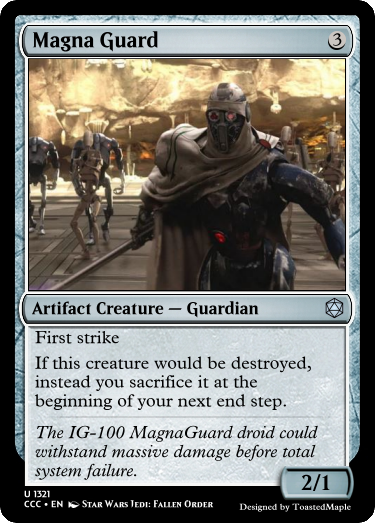 Magna Guard 3
Artifact Creature — Guardian
First strike
If this creature would be destroyed,
instead you sacrifice it at the
beginning of your next end step.
The IG-100 MagnaGuard droid could
withstand massive damage before total
system failure.
2/1
U 1321
CCC • EN Star Wars Jedi: Fallen Order
Designed by ToastedMaple